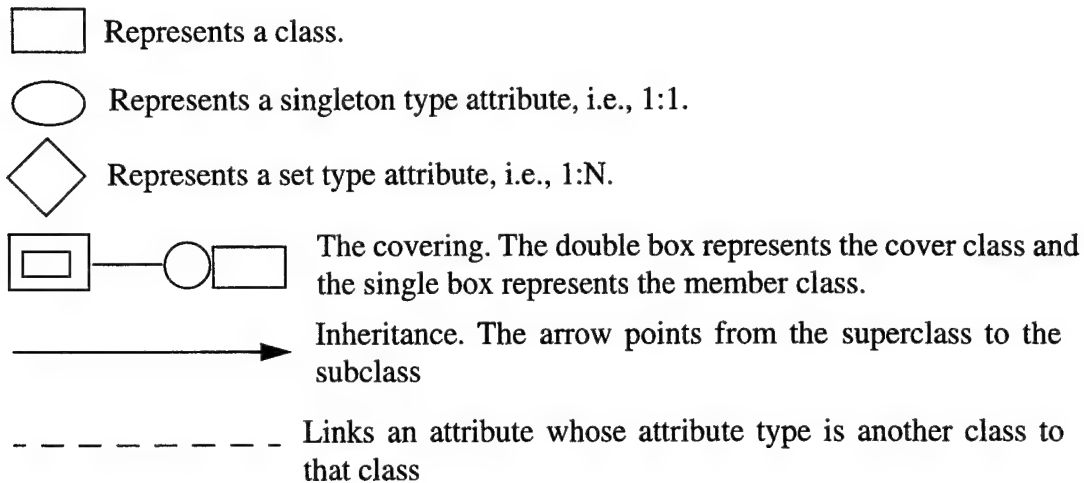 Represents a class.
Represents a singleton type attribute, i.e., 1:1.
Represents a set type attribute, i.e., 1:N.
The covering. The double box represents the cover class and
the single box represents the member class.
Inheritance. The arrow points from the superclass to the
subclass
Links an attribute whose attribute type is another class to
that class